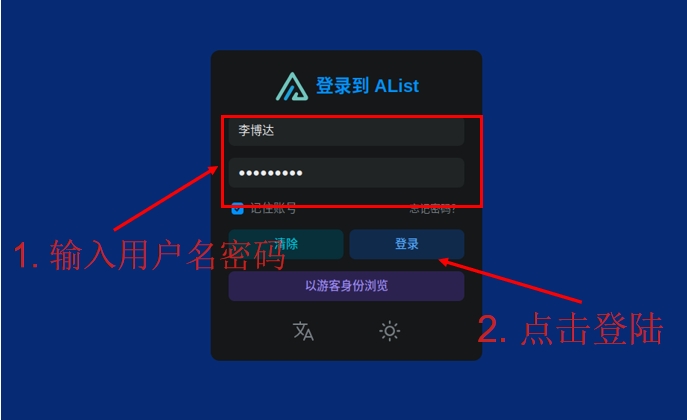 登录到 AList
李博达
●●●●●●●●●
记住账号 忘记密码?
清除 登录
1. 输入用户名密码
以游客身份浏览
2. 点击登陆